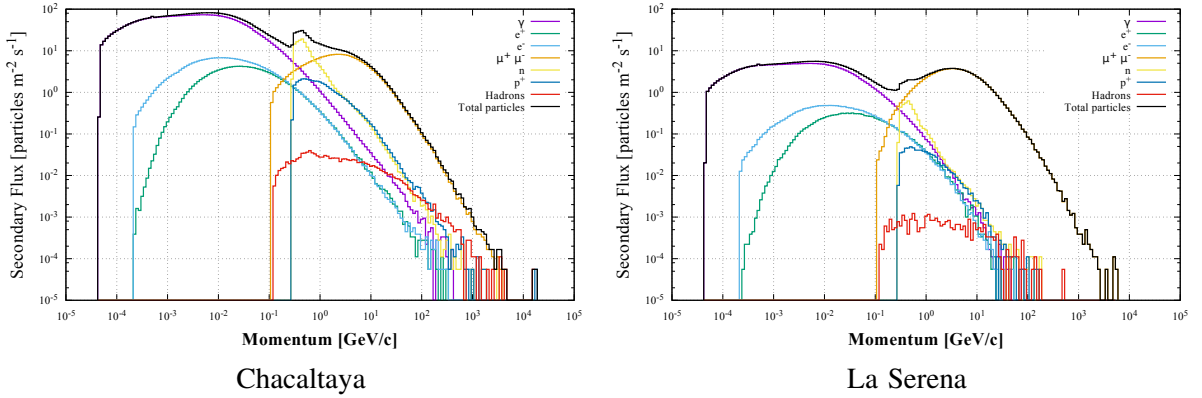 Secondary Flux [particles m⁻² s⁻¹]
10³
10²
10¹
10⁰
10⁻¹
10⁻²
10⁻³
10⁻⁴
10⁻⁵
10⁻⁵ 10⁻⁴ 10⁻³ 10⁻² 10⁻¹ 10⁰ 10¹ 10² 10³ 10⁴ 10⁵
Momentum [GeV/c]
γ
e⁺
e⁻
μ⁺ μ⁻
n
p⁺
Hadrons
Total particles
Chacaltaya
Secondary Flux [particles m⁻² s⁻¹]
10²
10¹
10⁰
10⁻¹
10⁻²
10⁻³
10⁻⁴
10⁻⁵
10⁻⁵ 10⁻⁴ 10⁻³ 10⁻² 10⁻¹ 10⁰ 10¹ 10² 10³ 10⁴ 10⁵
Momentum [GeV/c]
γ
e⁺
e⁻
μ⁺ μ⁻
n
p⁺
Hadrons
Total particles
La Serena